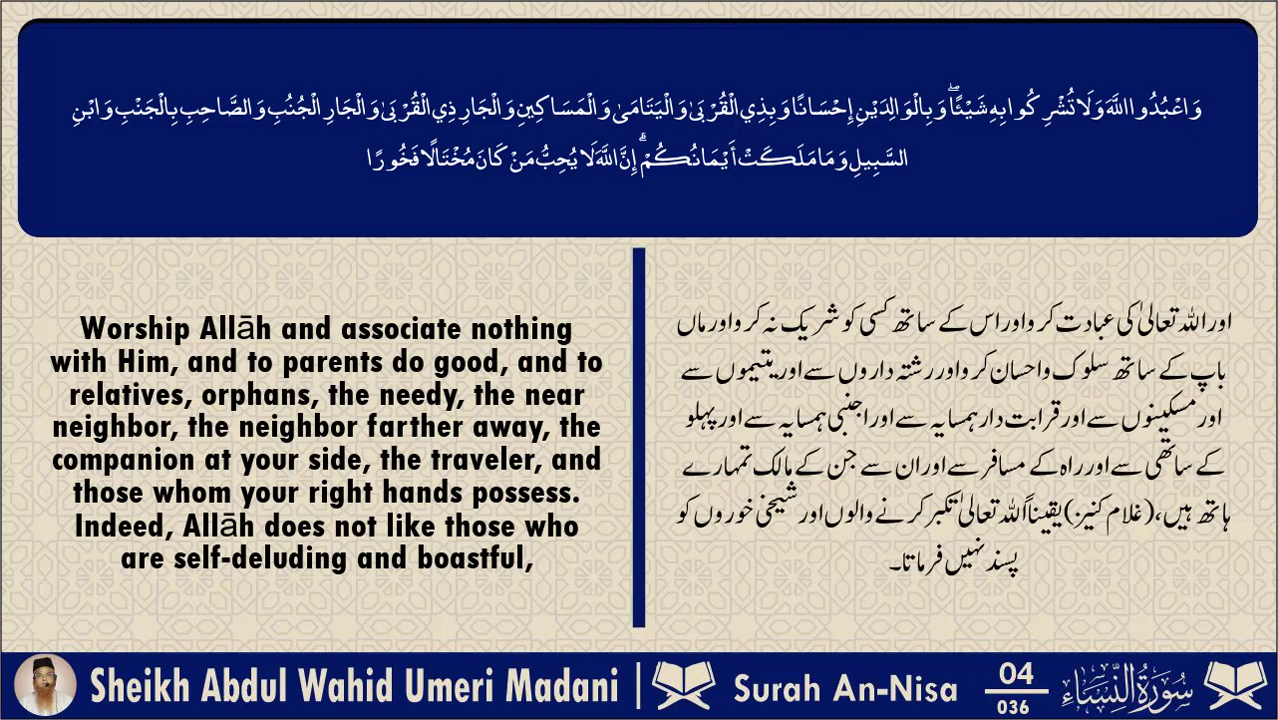 وَاعْبُدُوا اللَّهَ وَلَا تُشْرِكُوا بِهِ شَيْئًا ۖ وَبِالْوَالِدَيْنِ إِحْسَانًا وَبِذِي الْقُرْبَىٰ وَالْيَتَامَىٰ وَالْمَسَاكِينِ وَالْجَارِ ذِي الْقُرْبَىٰ وَالْجَارِ الْجُنُبِ وَالصَّاحِبِ بِالْجَنْبِ وَابْنِ
السَّبِيلِ وَمَا مَلَكَتْ أَيْمَانُكُمْ ۗ إِنَّ اللَّهَ لَا يُحِبُّ مَنْ كَانَ مُخْتَالًا فَخُورًا
Worship Allāh and associate nothing
with Him, and to parents do good, and to
relatives, orphans, the needy, the near
neighbor, the neighbor farther away, the
companion at your side, the traveler, and
those whom your right hands possess.
Indeed, Allāh does not like those who
are self-deluding and boastful,
اور اللہ تعالیٰ کی عبادت کرو اور اس کے ساتھ کسی کو شریک نہ کرو اور ماں
باپ کے ساتھ سلوک واحسان کرو اور رشتہ داروں سے اور یتیموں سے
اور مسکینوں سے اور قرابت دار ہمسایہ سے اور اجنبی ہمسایہ سے اور پہلو
کے ساتھی سے اور راہ کے مسافر سے اور ان سے جن کے مالک تمہارے
ہاتھ ہیں، (غلام کنیز) یقیناً اللہ تعالیٰ تکبر کرنے والوں اور شیخی خوروں کو
پسند نہیں فرماتا۔
Sheikh Abdul Wahid Umeri Madani
Surah An-Nisa
04
036
سُورَةُ النِّسَاء